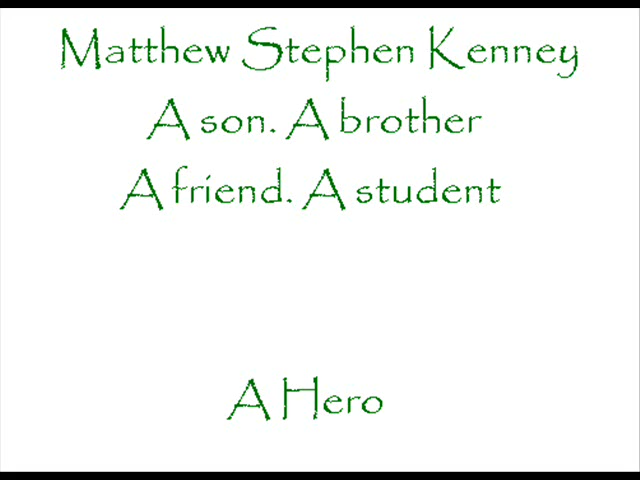 Matthew Stephen Kenney
A son. A brother
A friend. A student
A Hero